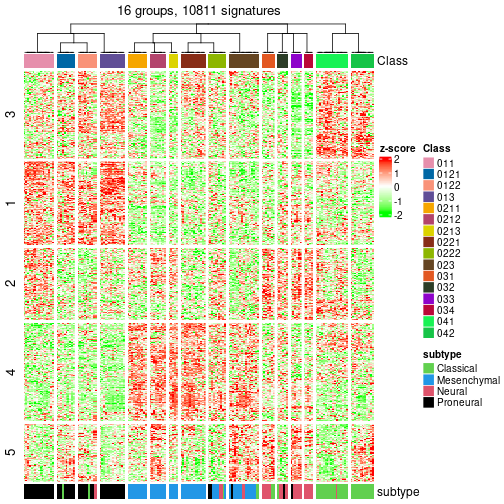 16 groups, 10811 signatures
Class
3
1
2
4
5
subtype
z-score
2
1
0
-1
-2
Class
011
0121
0122
013
0211
0212
0213
0221
0222
023
031
032
033
034
041
042
subtype
Classical
Mesenchymal
Neural
Proneural